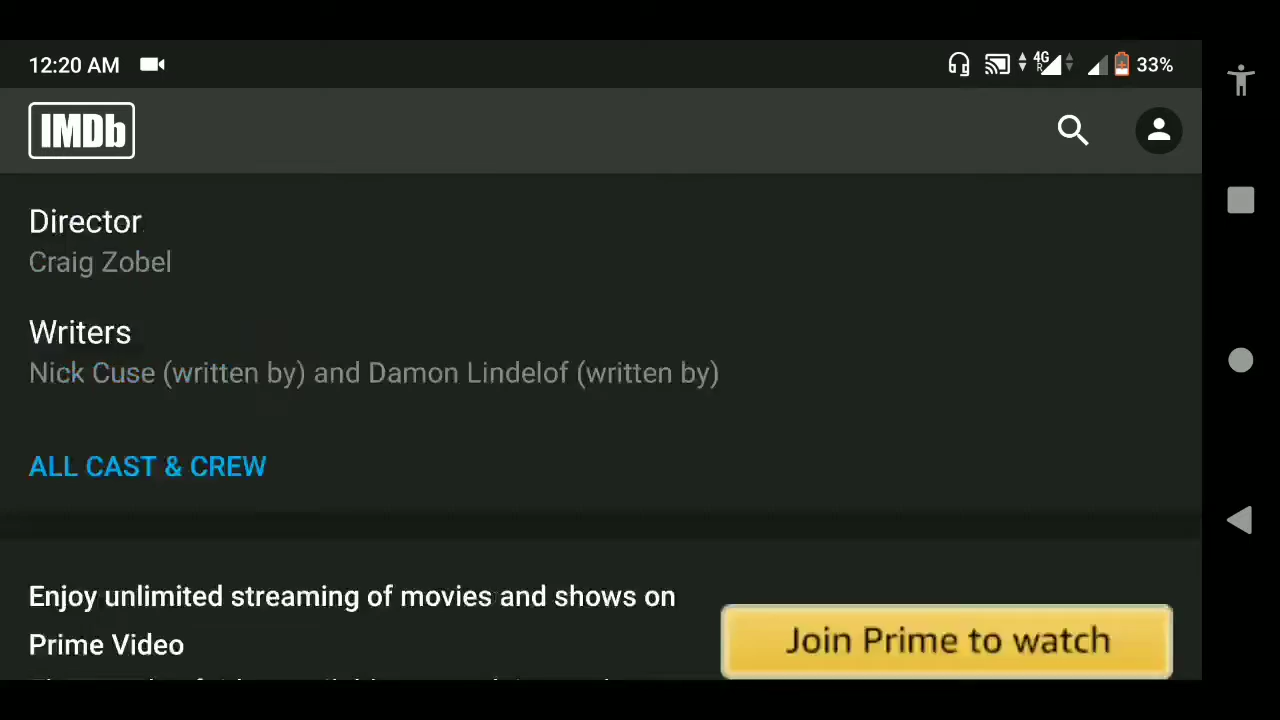 12:20 AM 4G R 33%
IMDb
Director
Craig Zobel
Writers
Nick Cuse (written by) and Damon Lindelof (written by)
ALL CAST & CREW
Enjoy unlimited streaming of movies and shows on
Prime Video
Join Prime to watch